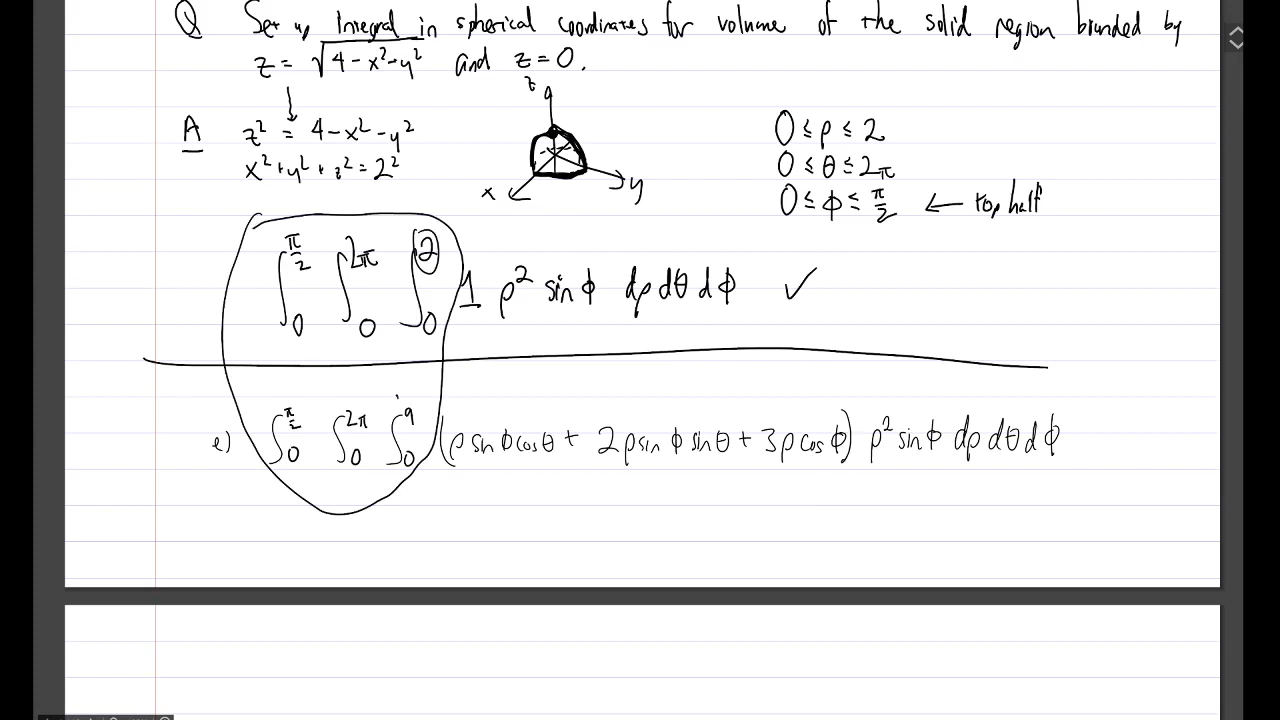 Q Set up integral in spherical coordinates for volume of the solid region bounded by
z = √(4 - x² - y²) and z = 0.
A z² = 4 - x² - y²
x² + y² + z² = 2²
z
x
y
0 ≤ ρ ≤ 2
0 ≤ θ ≤ 2π
0 ≤ φ ≤ π/2 ← top half
∫₀^(π/2) ∫₀^(2π) ∫₀^2 1 ρ² sin φ dρ dθ dφ ✓
e) ∫₀^(π/2) ∫₀^(2π) ∫₀^9 (ρ sin φ cos θ + 2ρ sin φ sin θ + 3ρ cos φ) ρ² sin φ dρ dθ dφ